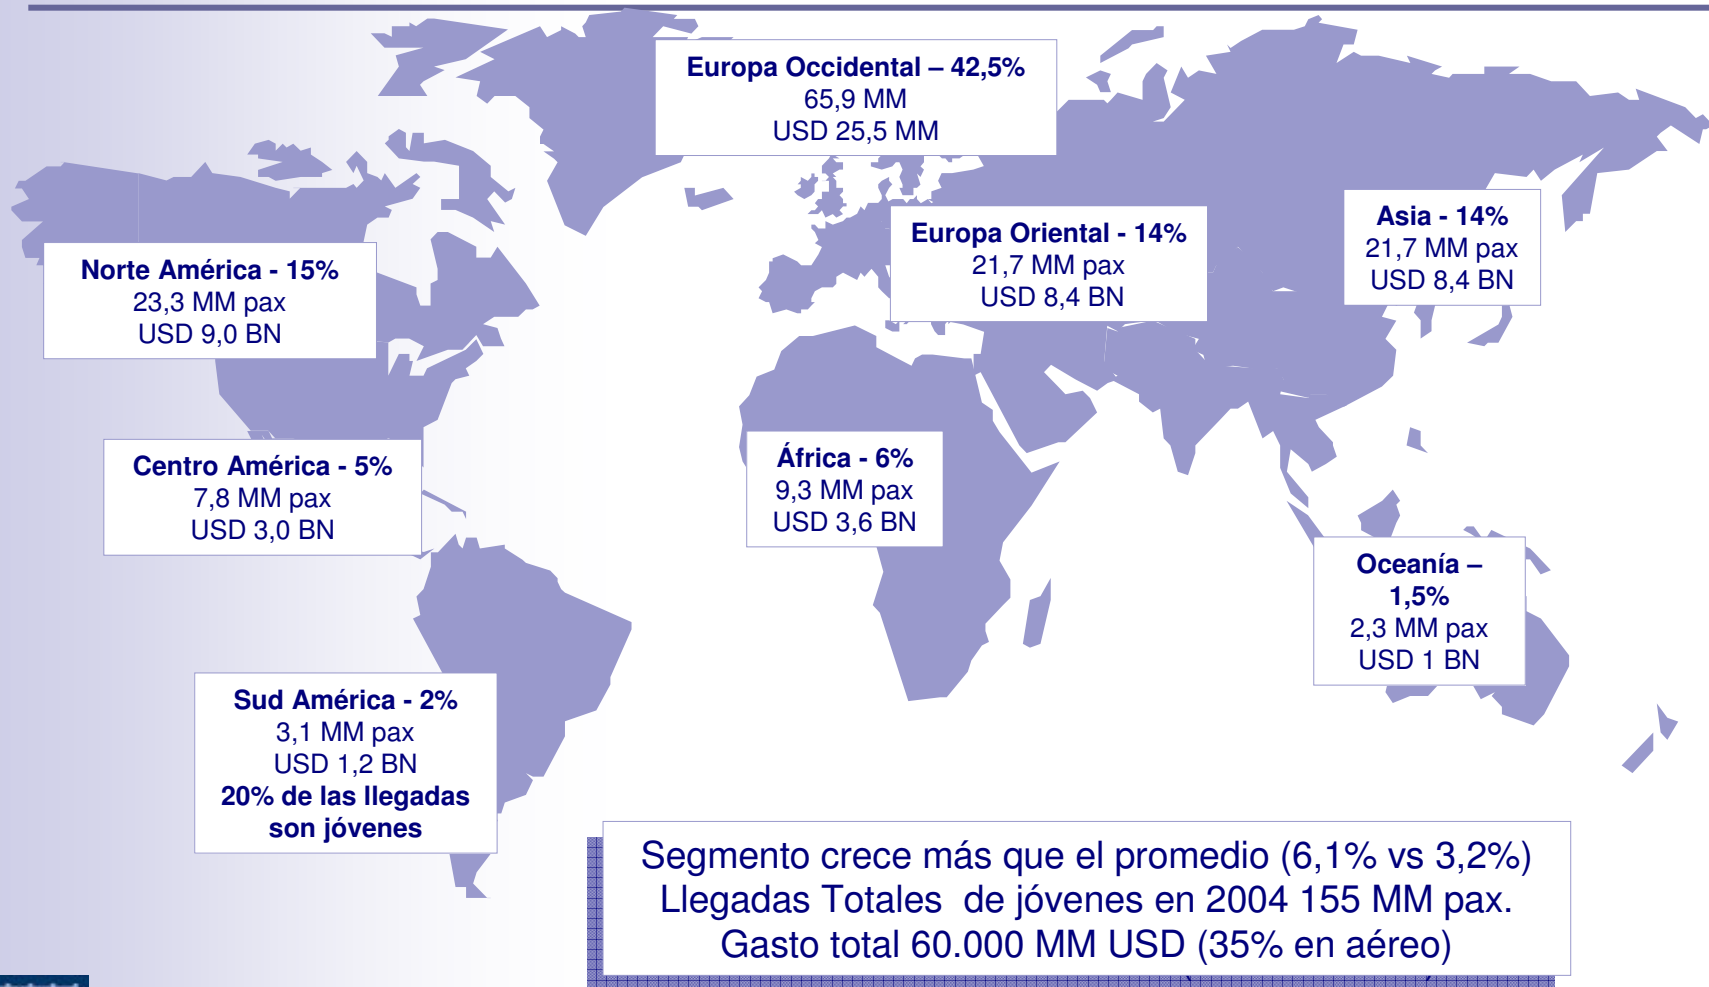 Europa Occidental – 42,5%
65,9 MM
USD 25,5 MM
Asia - 14%
21,7 MM pax
USD 8,4 BN
Europa Oriental - 14%
21,7 MM pax
USD 8,4 BN
Norte América - 15%
23,3 MM pax
USD 9,0 BN
Centro América - 5%
7,8 MM pax
USD 3,0 BN
África - 6%
9,3 MM pax
USD 3,6 BN
Oceanía –
1,5%
2,3 MM pax
USD 1 BN
Sud América - 2%
3,1 MM pax
USD 1,2 BN
20% de las llegadas
son jóvenes
Segmento crece más que el promedio (6,1% vs 3,2%)
Llegadas Totales  de jóvenes en 2004 155 MM pax.
Gasto total 60.000 MM USD (35% en aéreo)